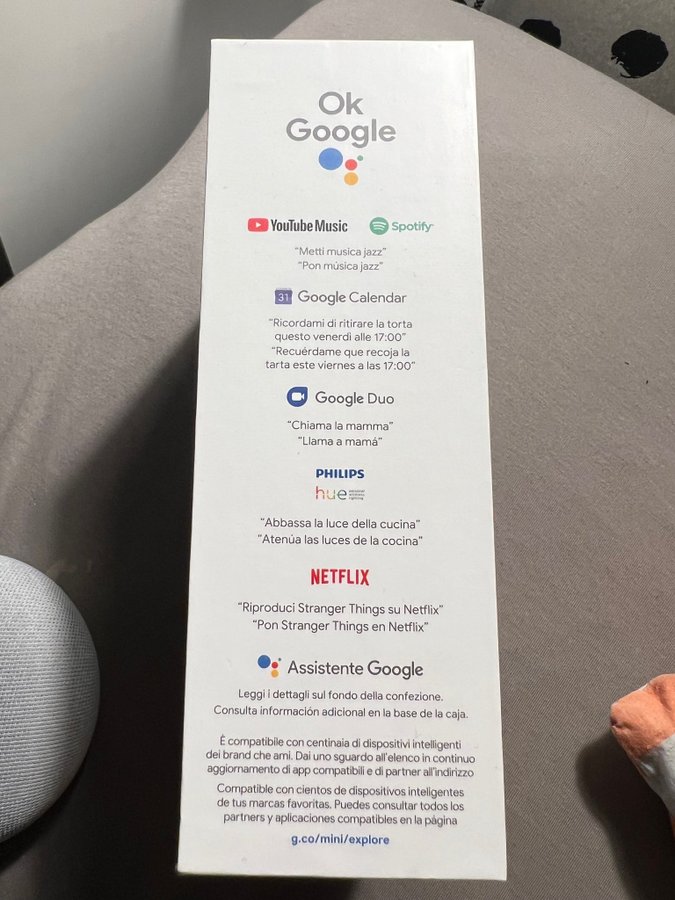 Ok
Google
YouTube Music Spotify
“Metti musica jazz”
“Pon música jazz”
31 Google Calendar
“Ricordami di ritirare la torta
questo venerdì alle 17:00”
“Recuérdame que recoja la
tarta este viernes a las 17:00”
Google Duo
“Chiama la mamma”
“Llama a mamá”
PHILIPS
hue personal wireless lighting
“Abbassa la luce della cucina”
“Atenúa las luces de la cocina”
NETFLIX
“Riproduci Stranger Things su Netflix”
“Pon Stranger Things en Netflix”
Assistente Google
Leggi i dettagli sul fondo della confezione.
Consulta información adicional en la base de la caja.
È compatibile con centinaia di dispositivi intelligenti
dei brand che ami. Dai uno sguardo all'elenco in continuo
aggiornamento di app compatibili e di partner all'indirizzo
Compatible con cientos de dispositivos inteligentes
de tus marcas favoritas. Puedes consultar todos los
partners y aplicaciones compatibles en la página
g.co/mini/explore